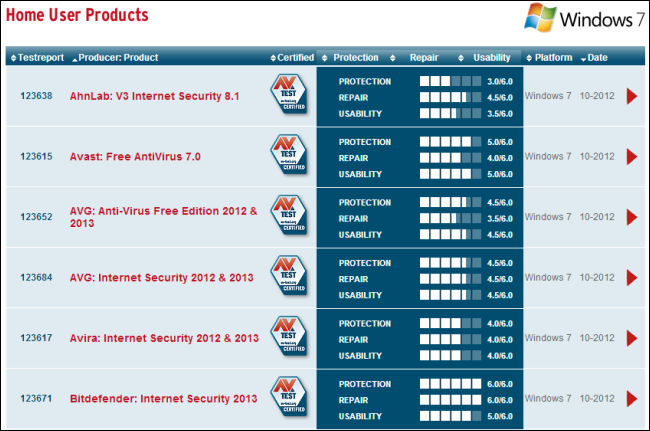 Home User Products
Windows 7
Testreport Producer: Product Certified Protection Repair Usability Platform Date
123638 AhnLab: V3 Internet Security 8.1 AV TEST CERTIFIED Windows 7 10-2012
PROTECTION 3.0/6.0
REPAIR 4.5/6.0
USABILITY 3.5/6.0
123615 Avast: Free AntiVirus 7.0 AV TEST CERTIFIED Windows 7 10-2012
PROTECTION 5.0/6.0
REPAIR 4.0/6.0
USABILITY 5.0/6.0
123652 AVG: Anti-Virus Free Edition 2012 &
2013 AV TEST CERTIFIED Windows 7 10-2012
PROTECTION 4.5/6.0
REPAIR 3.5/6.0
USABILITY 4.5/6.0
123684 AVG: Internet Security 2012 & 2013 AV TEST CERTIFIED Windows 7 10-2012
PROTECTION 4.5/6.0
REPAIR 4.5/6.0
USABILITY 4.5/6.0
123617 Avira: Internet Security 2012 & 2013 AV TEST CERTIFIED Windows 7 10-2012
PROTECTION 4.0/6.0
REPAIR 4.0/6.0
USABILITY 4.0/6.0
123671 Bitdefender: Internet Security 2013 AV TEST CERTIFIED Windows 7 10-2012
PROTECTION 6.0/6.0
REPAIR 6.0/6.0
USABILITY 5.0/6.0